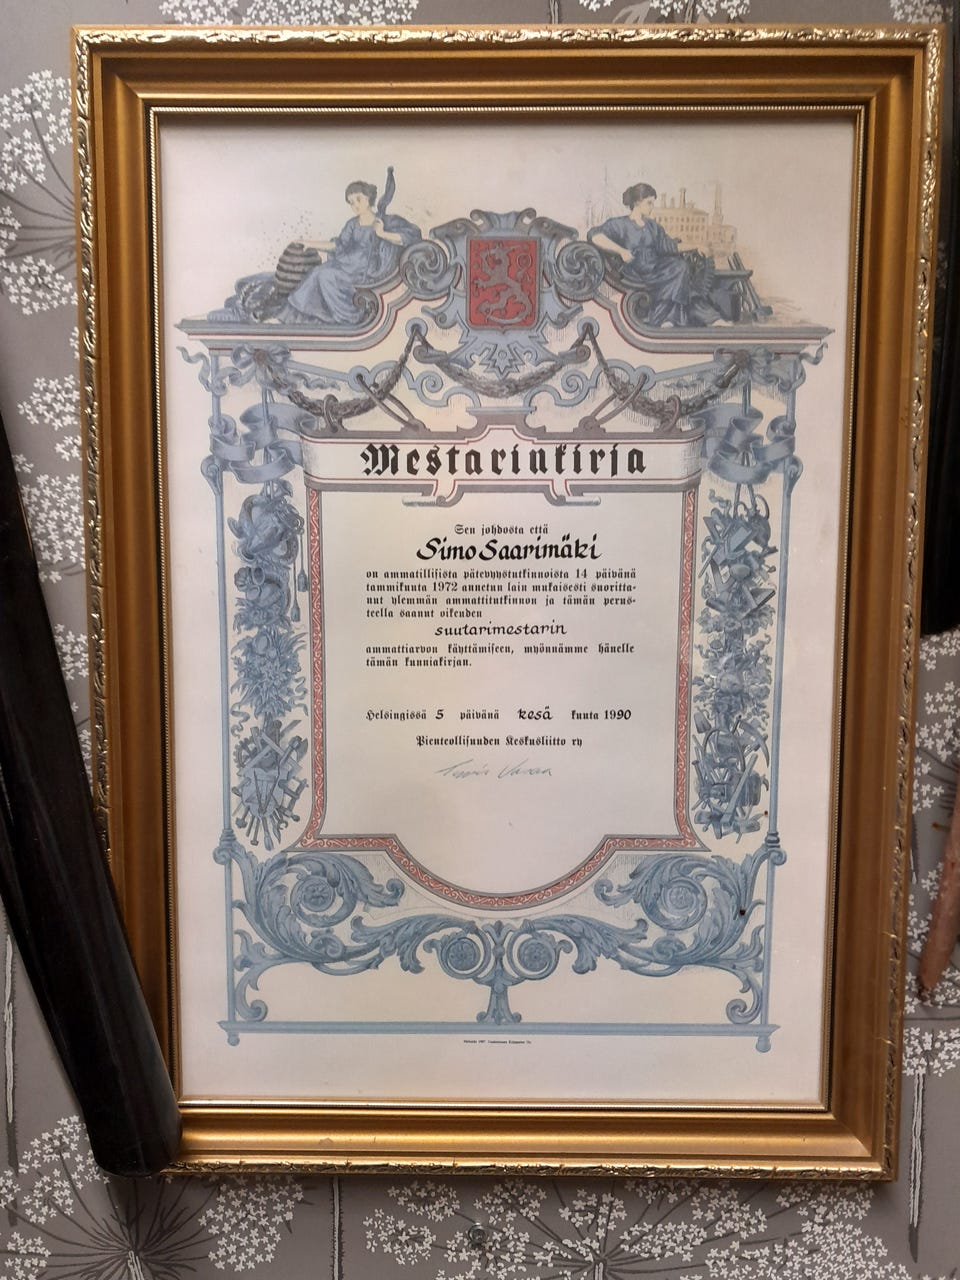 Mestarinkirja
Sen johdosta että
Simo Saarimäki
on ammatillisista pätevyystutkinnoista 14 päivänä
tammikuuta 1972 annetun lain mukaisesti suoritta-
nut ylemmän ammattitutkinnon ja tämän perus-
teella saanut oikeuden
suutarimestarin
ammattiarvon käyttämiseen, myönnämme hänelle
tämän kunniakirjan.
Helsingissä 5 päivänä kesä kuuta 1990
Pienteollisuuden Keskusliitto ry